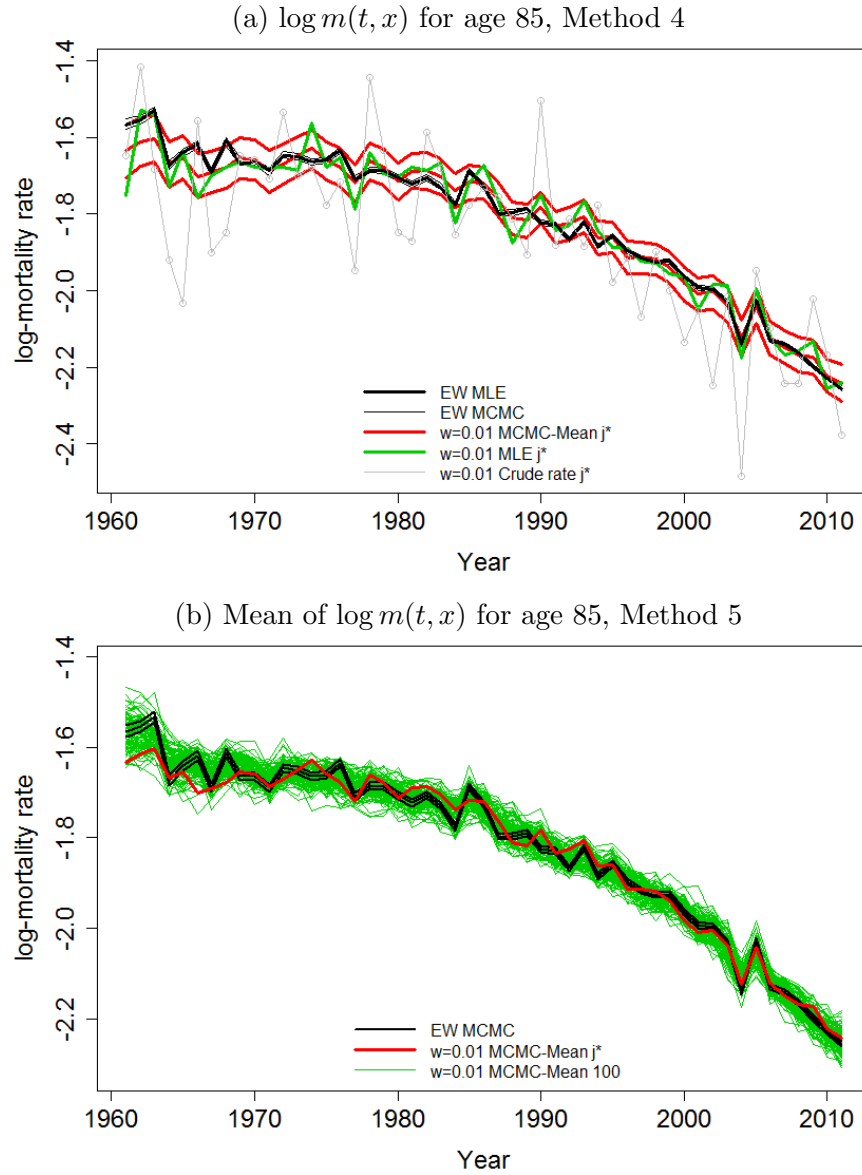 (a) log m(t, x) for age 85, Method 4
-1.4
-1.6
-1.8
-2.0
-2.2
-2.4
log-mortality rate
EW MLE
EW MCMC
w=0.01 MCMC-Mean j*
w=0.01 MLE j*
w=0.01 Crude rate j*
1960 1970 1980 1990 2000 2010
Year
(b) Mean of log m(t, x) for age 85, Method 5
-1.4
-1.6
-1.8
-2.0
-2.2
log-mortality rate
EW MCMC
w=0.01 MCMC-Mean j*
w=0.01 MCMC-Mean 100
1960 1970 1980 1990 2000 2010
Year